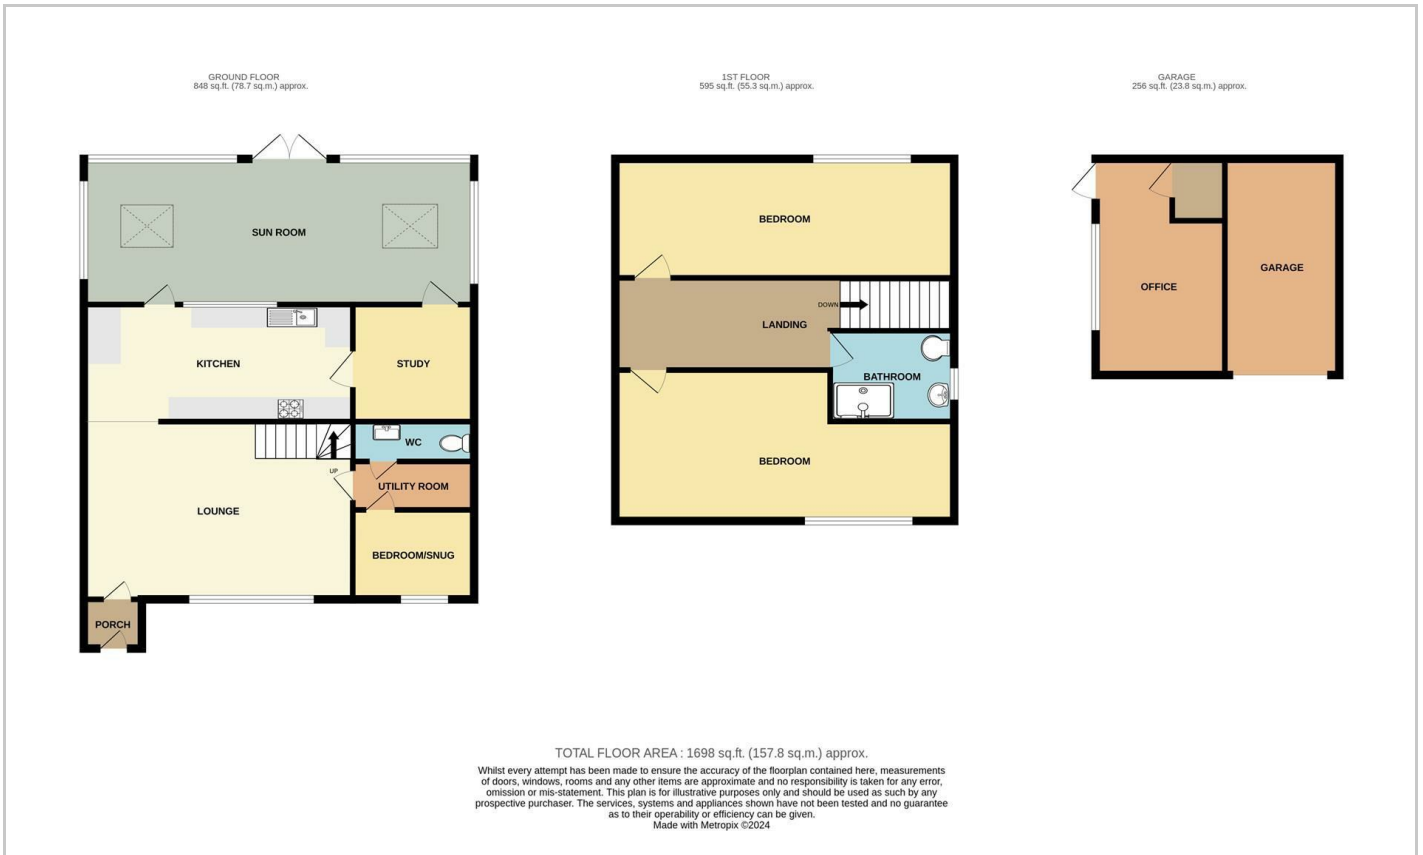 GROUND FLOOR
848 sq.ft. (78.7 sq.m.) approx.
SUN ROOM
KITCHEN
STUDY
WC
UP
UTILITY ROOM
LOUNGE
BEDROOM/SNUG
PORCH
1ST FLOOR
595 sq.ft. (55.3 sq.m.) approx.
BEDROOM
DOWN
LANDING
BATHROOM
BEDROOM
GARAGE
256 sq.ft. (23.8 sq.m.) approx.
OFFICE
GARAGE
TOTAL FLOOR AREA : 1698 sq.ft. (157.8 sq.m.) approx.
Whilst every attempt has been made to ensure the accuracy of the floorplan contained here, measurements
of doors, windows, rooms and any other items are approximate and no responsibility is taken for any error,
omission or mis-statement. This plan is for illustrative purposes only and should be used as such by any
prospective purchaser. The services, systems and appliances shown have not been tested and no guarantee
as to their operability or efficiency can be given.
Made with Metropix ©2024